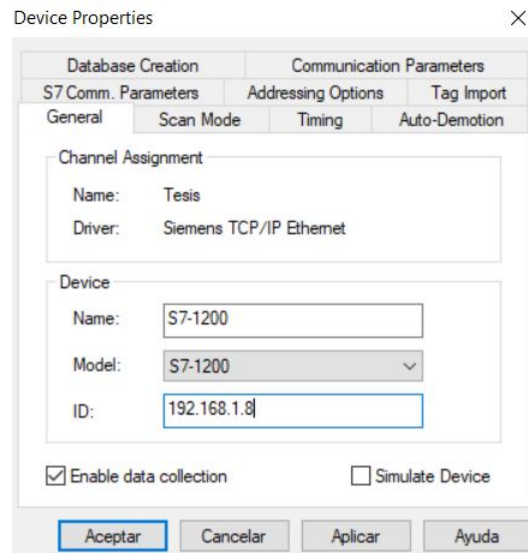 Device Properties
Database Creation Communication Parameters
S7 Comm. Parameters Addressing Options Tag Import
General Scan Mode Timing Auto-Demotion
Channel Assignment
Name: Tesis
Driver: Siemens TCP/IP Ethernet
Device
Name: S7-1200
Model: S7-1200
ID: 192.168.1.8
Enable data collection Simulate Device
Aceptar Cancelar Aplicar Ayuda